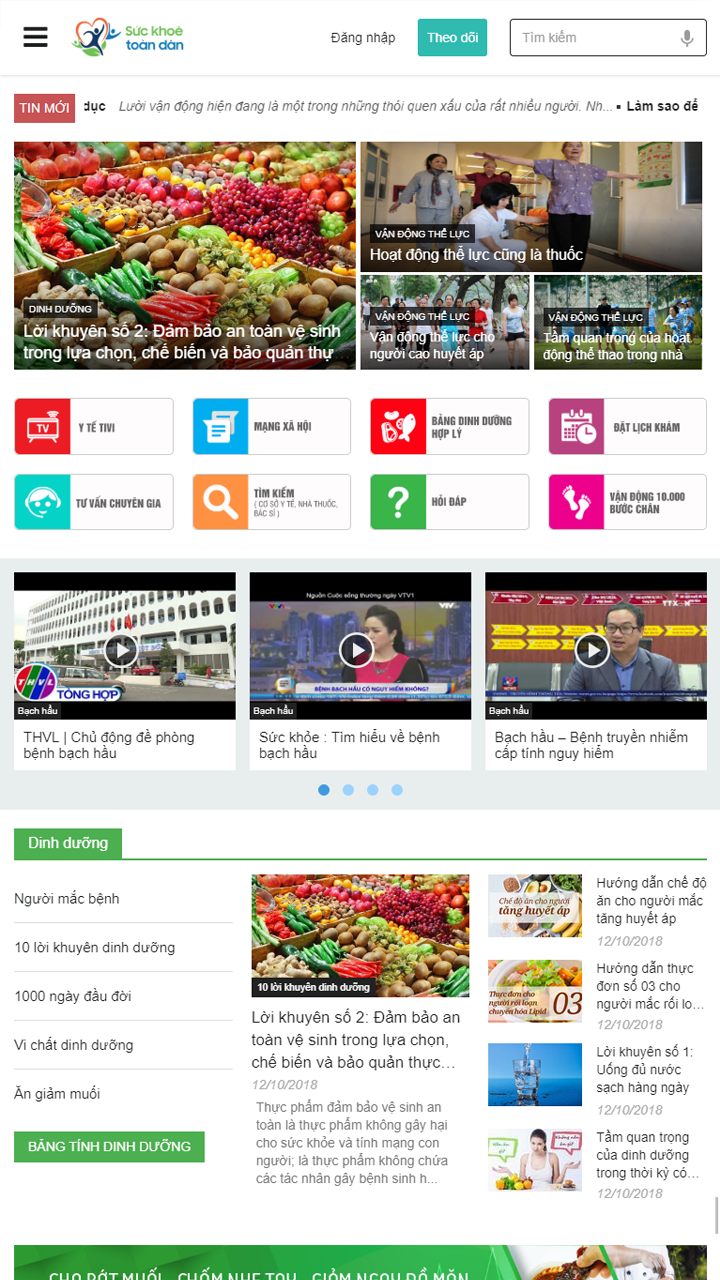 Sức khoẻ
toàn dân
Đăng nhập
Theo dõi
Tìm kiếm
TIN MỚI
dục Lười vận động hiện đang là một trong những thói quen xấu của rất nhiều người. Nh... Làm sao để
DINH DƯỠNG
Lời khuyên số 2: Đảm bảo an toàn vệ sinh
trong lựa chọn, chế biến và bảo quản thự
VẬN ĐỘNG THỂ LỰC
Hoạt động thể lực cũng là thuốc
VẬN ĐỘNG THỂ LỰC
Vận động thể lực cho
người cao huyết áp
VẬN ĐỘNG THỂ LỰC
Tầm quan trọng của hoạt
động thể thao trong nhà
TV
Y TẾ TIVI
MẠNG XÃ HỘI
BẢNG DINH DƯỠNG
HỢP LÝ
ĐẶT LỊCH KHÁM
TƯ VẤN CHUYÊN GIA
TÌM KIẾM
( CƠ SỞ Y TẾ, NHÀ THUỐC,
BÁC SĨ )
HỎI ĐÁP
VẬN ĐỘNG 10.000
BƯỚC CHÂN
THVL
TỔNG HỢP
Bạch hầu
THVL | Chủ động đề phòng
bệnh bạch hầu
Nguồn Cuộc sống thường ngày VTV1
BỆNH BẠCH HẦU CÓ NGUY HIỂM KHÔNG?
Bạch hầu
Sức khỏe : Tìm hiểu về bệnh
bạch hầu
Bạch hầu
Bạch hầu – Bệnh truyền nhiễm
cấp tính nguy hiểm
Dinh dưỡng
Người mắc bệnh
10 lời khuyên dinh dưỡng
1000 ngày đầu đời
Vi chất dinh dưỡng
Ăn giảm muối
BẢNG TÍNH DINH DƯỠNG
10 lời khuyên dinh dưỡng
Lời khuyên số 2: Đảm bảo an
toàn vệ sinh trong lựa chọn,
chế biến và bảo quản thực...
12/10/2018
Thực phẩm đảm bảo vệ sinh an
toàn là thực phẩm không gây hại
cho sức khỏe và tính mạng con
người; là thực phẩm không chứa
các tác nhân gây bệnh sinh h...
Chế độ ăn cho người
tăng huyết áp
Hướng dẫn chế độ
ăn cho người mắc
tăng huyết áp
12/10/2018
Thực đơn cho
người rối loạn
chuyển hóa Lipid
03
Hướng dẫn thực
đơn số 03 cho
người mắc rối lo...
12/10/2018
Lời khuyên số 1:
Uống đủ nước
sạch hàng ngày
12/10/2018
Tầm quan trọng
của dinh dưỡng
trong thời kỳ có...
12/10/2018
CHO BỚT MUỐI - CHẤM NHẸ TAY - GIẢM NGAY ĐỒ MẶN